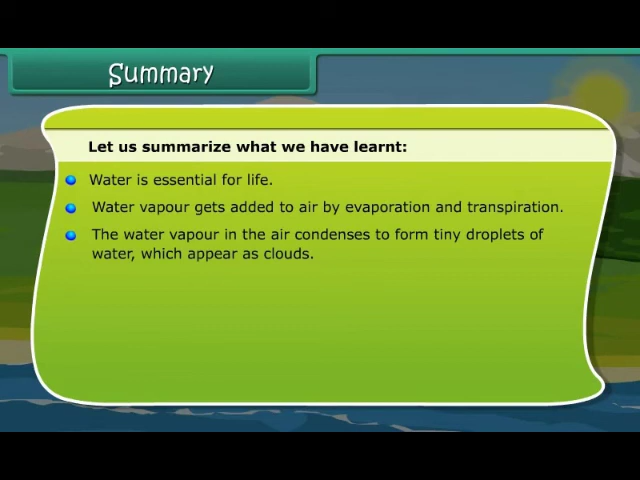 Summary
Let us summarize what we have learnt:
Water is essential for life.
Water vapour gets added to air by evaporation and transpiration.
The water vapour in the air condenses to form tiny droplets of
water, which appear as clouds.